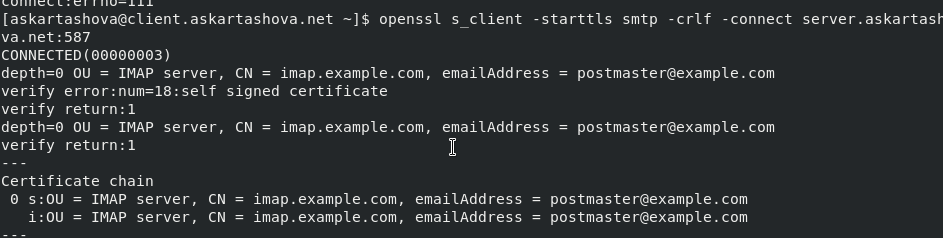 connect:errno=111
[askartashova@client.askartashova.net ~]$ openssl s_client -starttls smtp -crlf -connect server.askartash
va.net:587
CONNECTED(00000003)
depth=0 OU = IMAP server, CN = imap.example.com, emailAddress = postmaster@example.com
verify error:num=18:self signed certificate
verify return:1
depth=0 OU = IMAP server, CN = imap.example.com, emailAddress = postmaster@example.com
verify return:1
---
Certificate chain
 0 s:OU = IMAP server, CN = imap.example.com, emailAddress = postmaster@example.com
   i:OU = IMAP server, CN = imap.example.com, emailAddress = postmaster@example.com
---